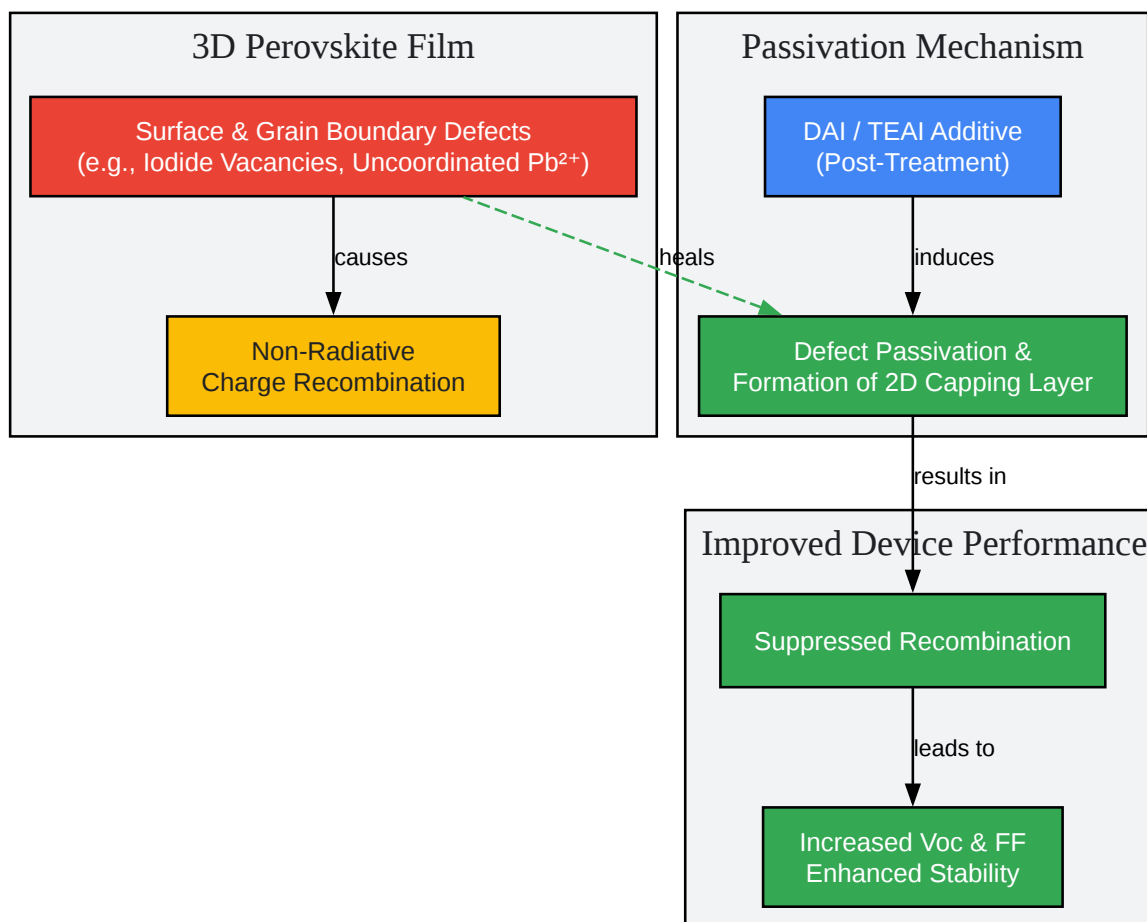 3D Perovskite Film
Surface & Grain Boundary Defects
(e.g., Iodide Vacancies, Uncoordinated Pb²⁺)
causes
Non-Radiative
Charge Recombination
heals
Passivation Mechanism
DAI / TEAI Additive
(Post-Treatment)
induces
Defect Passivation &
Formation of 2D Capping Layer
results in
Improved Device Performance
Suppressed Recombination
leads to
Increased Voc & FF
Enhanced Stability